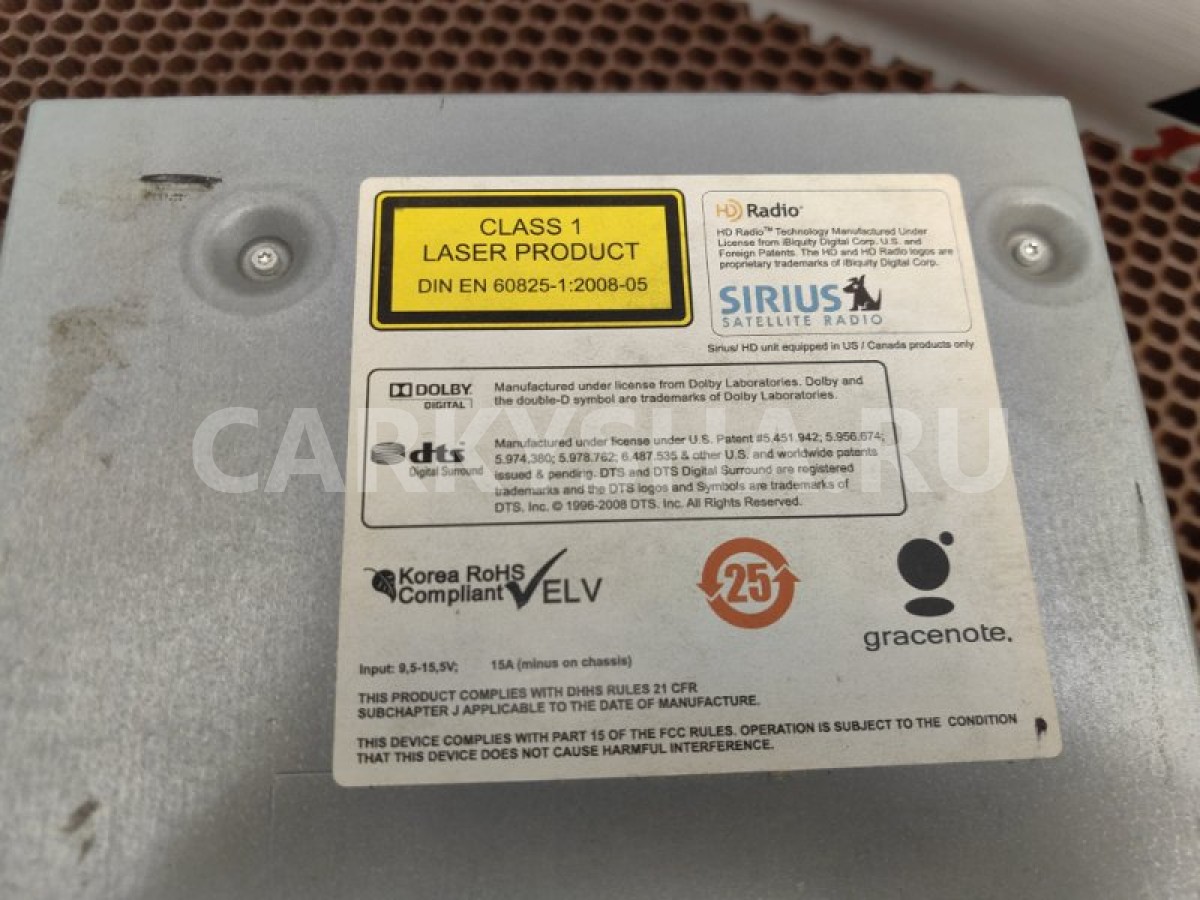 CLASS 1
LASER PRODUCT
DIN EN 60825-1:2008-05
HD Radio
HD Radio™ Technology Manufactured Under
License from iBiquity Digital Corp. U.S. and
Foreign Patents. The HD and HD Radio logos are
proprietary trademarks of iBiquity Digital Corp.
SIRIUS
SATELLITE RADIO
Sirius/ HD unit equipped in US / Canada products only
DOLBY
DIGITAL
Manufactured under license from Dolby Laboratories. Dolby and
the double-D symbol are trademarks of Dolby Laboratories.
CARKYSHA.RU
dts
Digital Surround
Manufactured under license under U.S. Patent #5.451.942; 5.956.674;
5.974.380; 5.978.762; 6.487.535 & other U.S. and worldwide patents
issued & pending. DTS and DTS Digital Surround are registered
trademarks and the DTS logos and Symbols are trademarks of
DTS. Inc. © 1996-2008 DTS. Inc. All Rights Reserved.
Korea RoHS
Compliant
ELV
25
gracenote.
Input: 9,5-15,5V; 15A (minus on chassis)
THIS PRODUCT COMPLIES WITH DHHS RULES 21 CFR
SUBCHAPTER J APPLICABLE TO THE DATE OF MANUFACTURE.
THIS DEVICE COMPLIES WITH PART 15 OF THE FCC RULES. OPERATION IS SUBJECT TO THE CONDITION
THAT THIS DEVICE DOES NOT CAUSE HARMFUL INTERFERENCE.